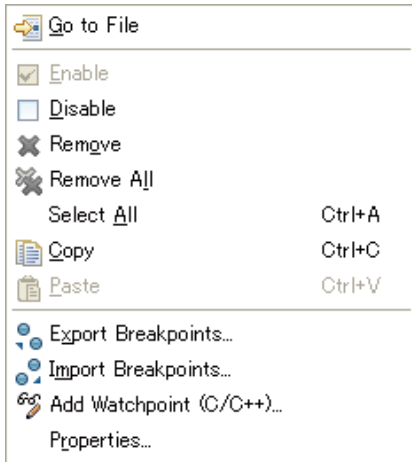 Go to File
Enable
Disable
Remove
Remove All
Select All Ctrl+A
Copy Ctrl+C
Paste Ctrl+V
Export Breakpoints...
Import Breakpoints...
Add Watchpoint (C/C++)...
Properties...